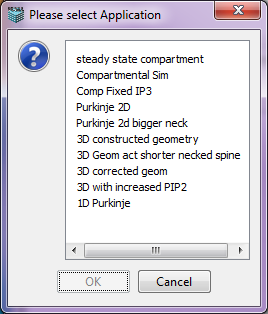 Please select Application
steady state compartment
Compartmental Sim
Comp Fixed IP3
Purkinje 2D
Purkinje 2d bigger neck
3D constructed geometry
3D Geom act shorter necked spine
3D corrected geom
3D with increased PIP2
1D Purkinje
OK
Cancel